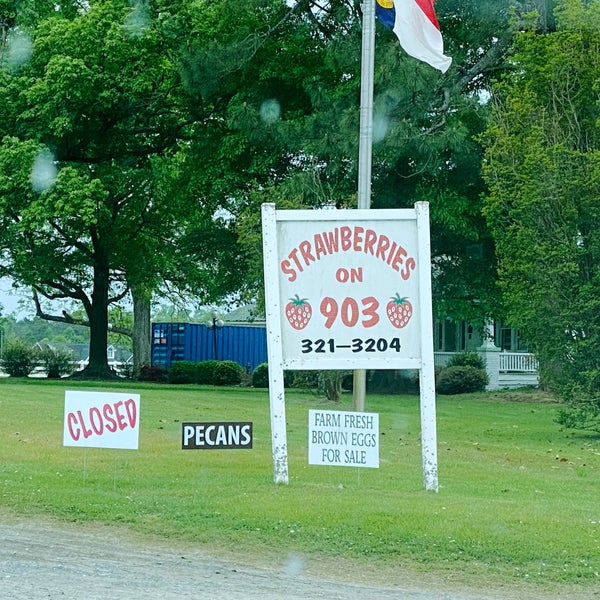 STRAWBERRIES
ON
903
321-3204
CLOSED
PECANS
FARM FRESH
BROWN EGGS
FOR SALE